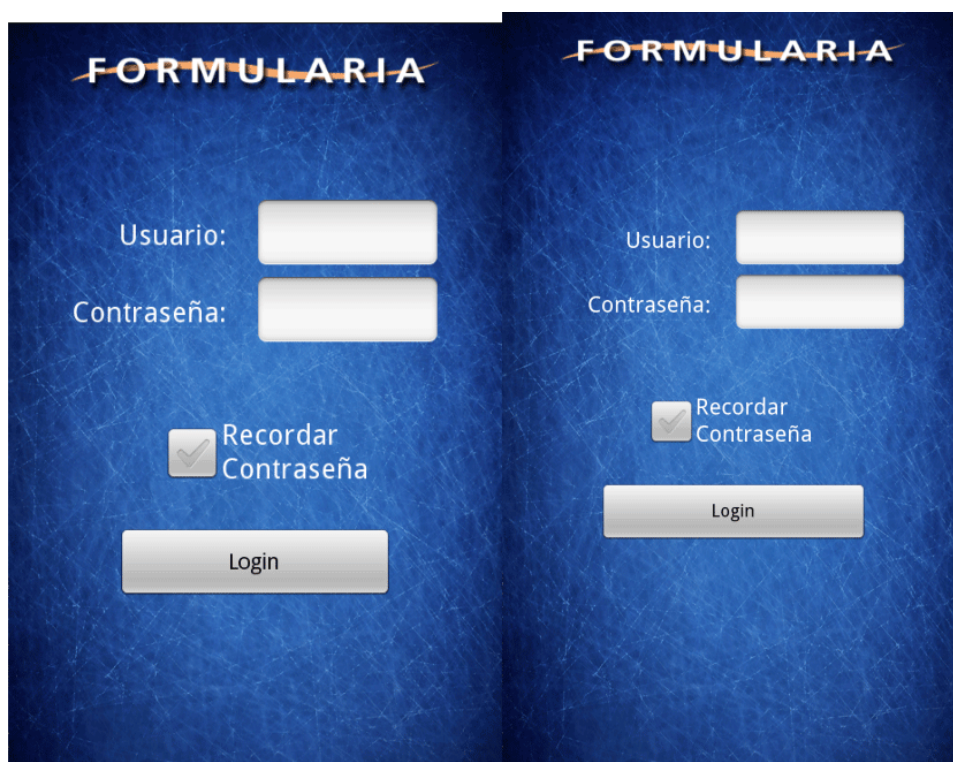 FORMULARIA
Usuario:
Contraseña:
Recordar
Contraseña
Login
FORMULARIA
Usuario:
Contraseña:
Recordar
Contraseña
Login